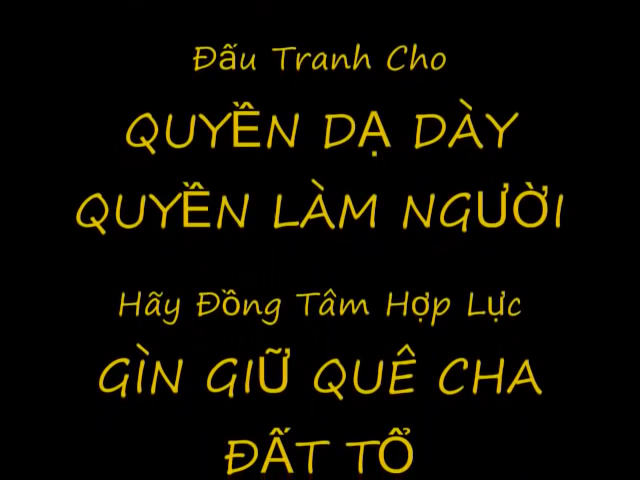 Đấu Tranh Cho
QUYỀN DẠ DÀY
QUYỀN LÀM NGƯỜI
Hãy Đồng Tâm Hợp Lực
GÌN GIỮ QUÊ CHA
ĐẤT TỔ